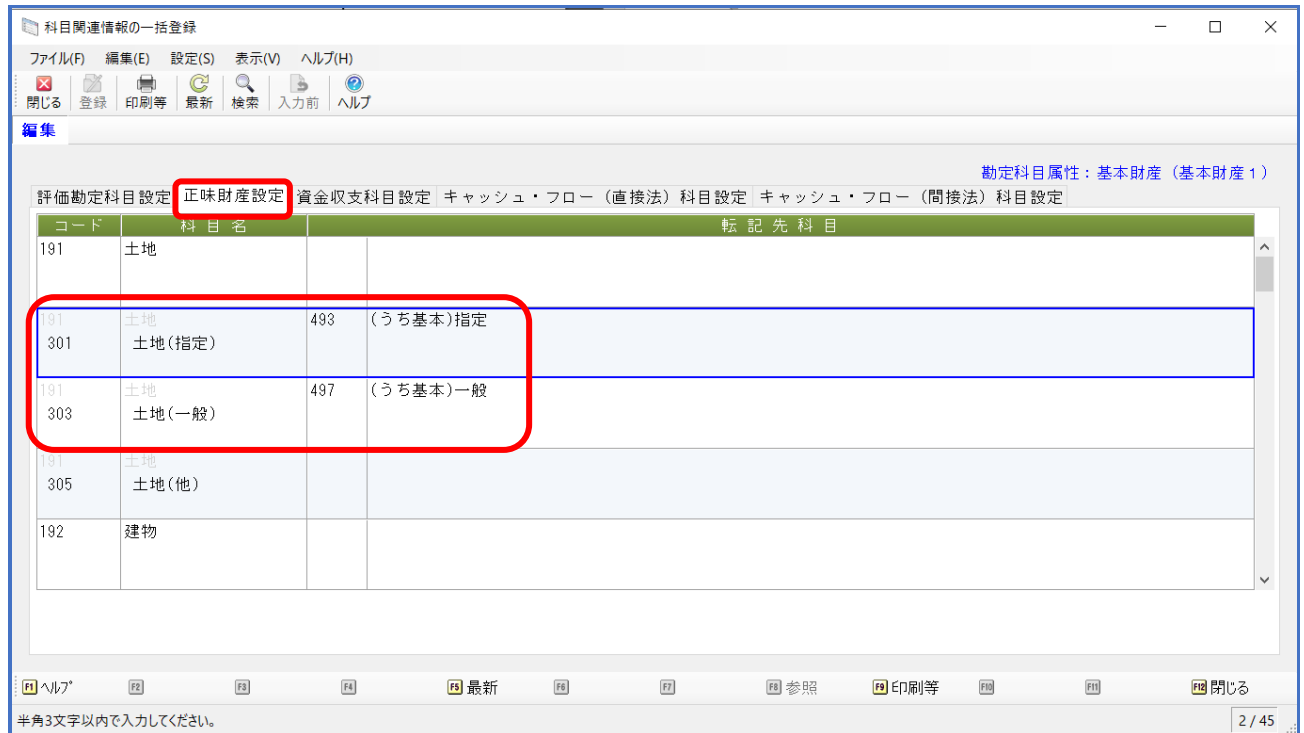 科目関連情報の一括登録
ファイル(F) 編集(E) 設定(S) 表示(V) ヘルプ(H)
閉じる 登録 印刷等 最新 検索 入力前 ヘルプ
編集
勘定科目属性：基本財産（基本財産１）
評価勘定科目設定 正味財産設定 資金収支科目設定 キャッシュ・フロー（直接法）科目設定 キャッシュ・フロー（間接法）科目設定
コード 科目名 転記先科目
191 土地
191 土地 493 (うち基本)指定
301 土地(指定)
191 土地 497 (うち基本)一般
303 土地(一般)
191 土地
305 土地(他)
192 建物
F1 ヘルプ F2 F3 F4 F5 最新 F6 F7 F8 参照 F9 印刷等 F10 F11 F12 閉じる
半角3文字以内で入力してください。 2 / 45